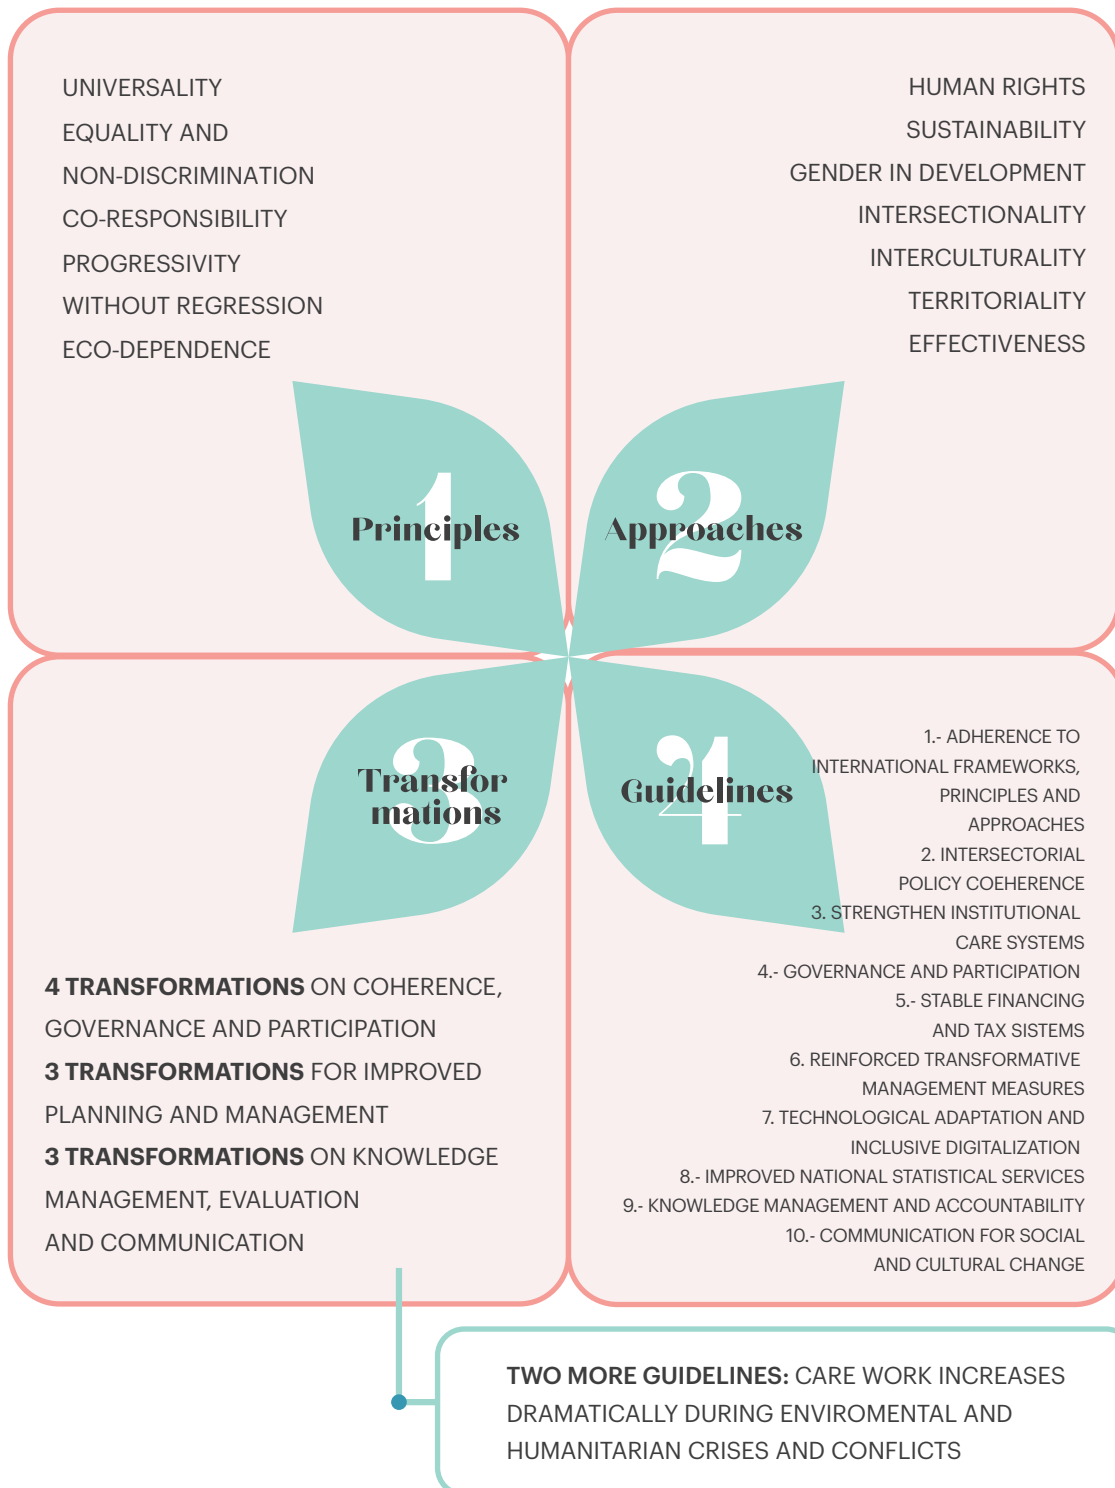 UNIVERSALITY
EQUALITY AND
NON-DISCRIMINATION
CO-RESPONSIBILITY
PROGRESSIVITY
WITHOUT REGRESSION
ECO-DEPENDENCE
1
Principles
HUMAN RIGHTS
SUSTAINABILITY
GENDER IN DEVELOPMENT
INTERSECTIONALITY
INTERCULTURALITY
TERRITORIALITY
EFFECTIVENESS
2
Approaches
3
Transfor
mations
4 TRANSFORMATIONS ON COHERENCE,
GOVERNANCE AND PARTICIPATION
3 TRANSFORMATIONS FOR IMPROVED
PLANNING AND MANAGEMENT
3 TRANSFORMATIONS ON KNOWLEDGE
MANAGEMENT, EVALUATION
AND COMMUNICATION
4
Guidelines
1.- ADHERENCE TO
INTERNATIONAL FRAMEWORKS,
PRINCIPLES AND
APPROACHES
2. INTERSECTORIAL
POLICY COEHERENCE
3. STRENGTHEN INSTITUTIONAL
CARE SYSTEMS
4.- GOVERNANCE AND PARTICIPATION
5.- STABLE FINANCING
AND TAX SISTEMS
6. REINFORCED TRANSFORMATIVE
MANAGEMENT MEASURES
7. TECHNOLOGICAL ADAPTATION AND
INCLUSIVE DIGITALIZATION
8.- IMPROVED NATIONAL STATISTICAL SERVICES
9.- KNOWLEDGE MANAGEMENT AND ACCOUNTABILITY
10.- COMMUNICATION FOR SOCIAL
AND CULTURAL CHANGE
TWO MORE GUIDELINES: CARE WORK INCREASES
DRAMATICALLY DURING ENVIROMENTAL AND
HUMANITARIAN CRISES AND CONFLICTS